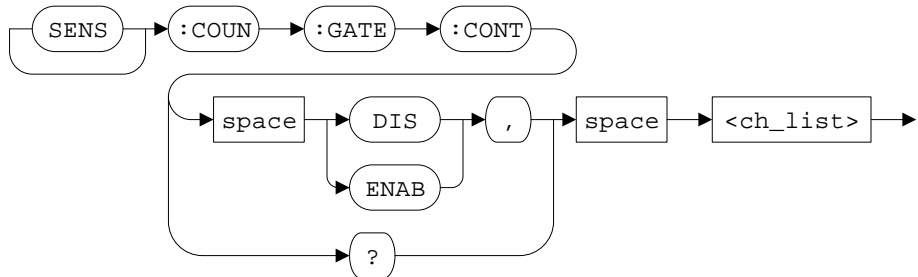 SENS :COUN :GATE :CONT
space DIS , space <ch_list>
ENAB
?